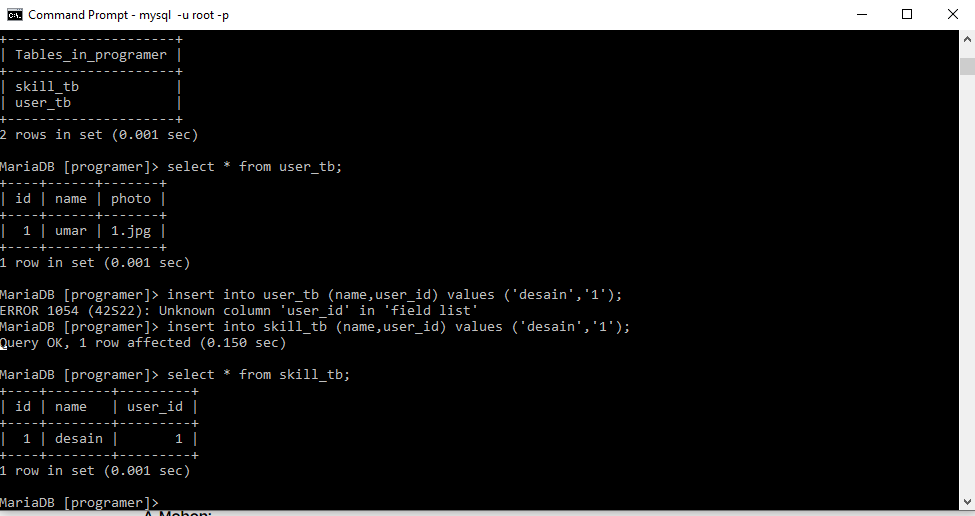 Command Prompt - mysql -u root -p
+---------------------+
| Tables_in_programer |
+---------------------+
| skill_tb            |
| user_tb             |
+---------------------+
2 rows in set (0.001 sec)
MariaDB [programer]> select * from user_tb;
+----+------+-------+
| id | name | photo |
+----+------+-------+
|  1 | umar | 1.jpg |
+----+------+-------+
1 row in set (0.001 sec)
MariaDB [programer]> insert into user_tb (name,user_id) values ('desain','1');
ERROR 1054 (42S22): Unknown column 'user_id' in 'field list'
MariaDB [programer]> insert into skill_tb (name,user_id) values ('desain','1');
Query OK, 1 row affected (0.150 sec)
MariaDB [programer]> select * from skill_tb;
+----+--------+---------+
| id | name   | user_id |
+----+--------+---------+
|  1 | desain |       1 |
+----+--------+---------+
1 row in set (0.001 sec)
MariaDB [programer]>